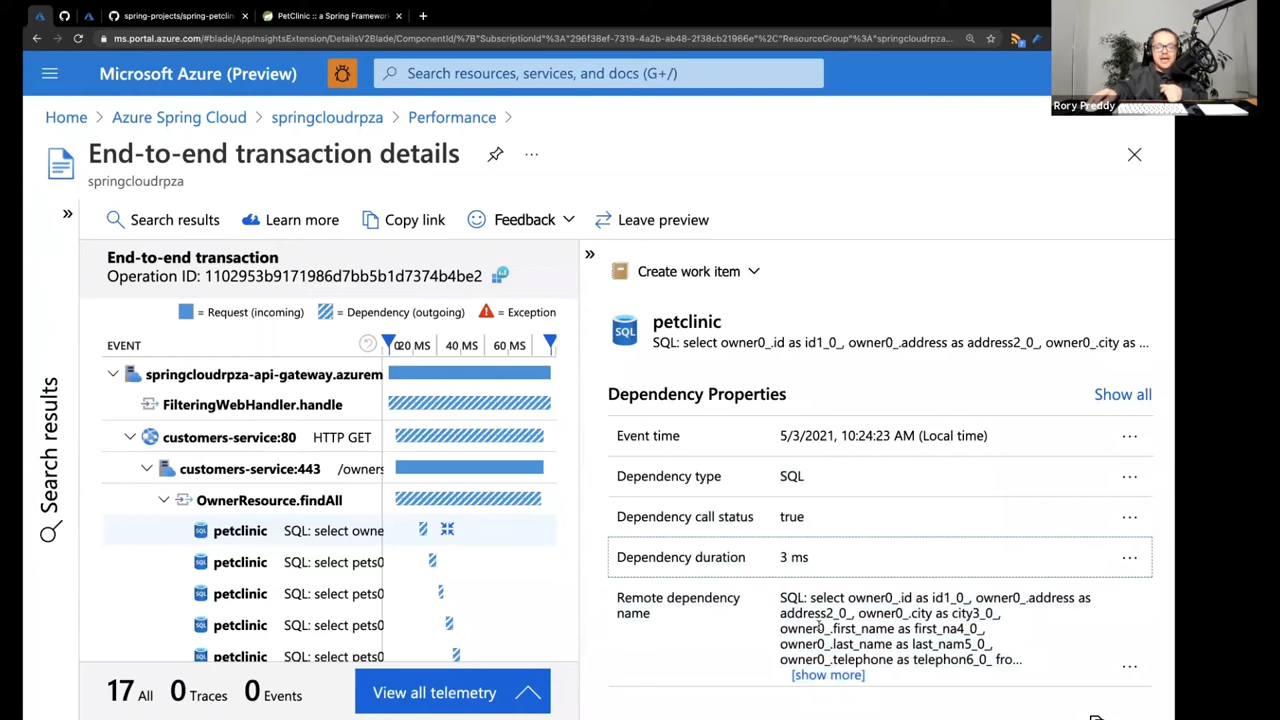 spring-projects/spring-petclin
PetClinic :: a Spring Framework
ms.portal.azure.com/#blade/AppInsightsExtension/DetailsV2Blade/ComponentId/%7B"SubscriptionId"%3A"296f38ef-7319-4a2b-ab48-2f38cb21966e"%2C"ResourceGroup"%3A"springcloudrpza...
Rory Preddy
Microsoft Azure (Preview)
Search resources, services, and docs (G+/)
Home > Azure Spring Cloud > springcloudrpza > Performance >
End-to-end transaction details
springcloudrpza
Search results
Learn more
Copy link
Feedback
Leave preview
Search results
End-to-end transaction
Operation ID: 1102953b9171986d7bb5b1d7374b4be2
= Request (incoming)
= Dependency (outgoing)
= Exception
EVENT
0
20 MS
40 MS
60 MS
springcloudrpza-api-gateway.azurem
FilteringWebHandler.handle
customers-service:80 HTTP GET
customers-service:443 /owners
OwnerResource.findAll
SQL petclinic SQL: select owne
SQL petclinic SQL: select pets0
SQL petclinic SQL: select pets0
SQL petclinic SQL: select pets0
SQL petclinic SQL: select pets0
17 All
0 Traces
0 Events
View all telemetry
Create work item
SQL
petclinic
SQL: select owner0_.id as id1_0_, owner0_.address as address2_0_, owner0_.city as ...
Dependency Properties
Show all
Event time
5/3/2021, 10:24:23 AM (Local time)
Dependency type
SQL
Dependency call status
true
Dependency duration
3 ms
Remote dependency
name
SQL: select owner0_.id as id1_0_, owner0_.address as
address2_0_, owner0_.city as city3_0_,
owner0_.first_name as first_na4_0_,
owner0_.last_name as last_nam5_0_,
owner0_.telephone as telephon6_0_ fro...
[show more]